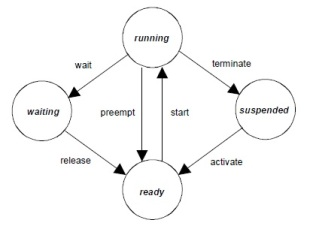 running
wait
terminate
waiting
preempt
start
suspended
release
activate
ready